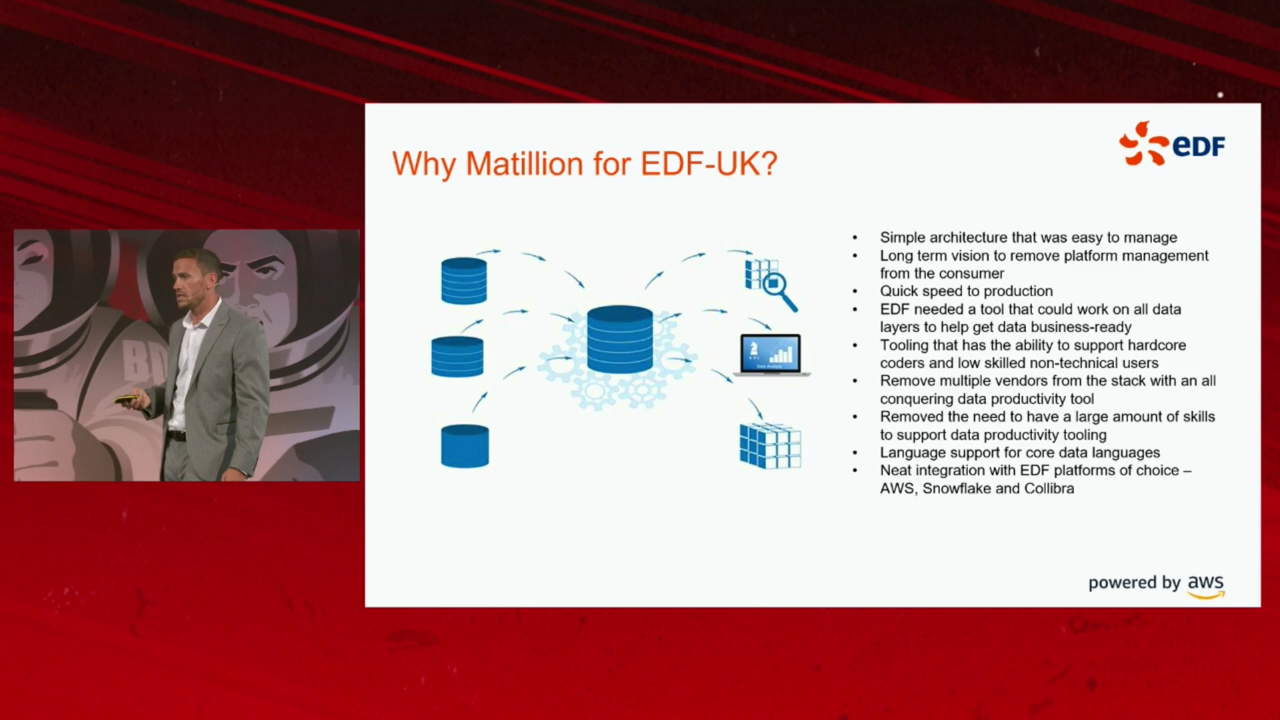 eDF
Why Matillion for EDF-UK?
• Simple architecture that was easy to manage
• Long term vision to remove platform management
from the consumer
• Quick speed to production
• EDF needed a tool that could work on all data
layers to help get data business-ready
• Tooling that has the ability to support hardcore
coders and low skilled non-technical users
• Remove multiple vendors from the stack with an all
conquering data productivity tool
• Removed the need to have a large amount of skills
to support data productivity tooling
• Language support for core data languages
• Neat integration with EDF platforms of choice –
AWS, Snowflake and Collibra
powered by aws